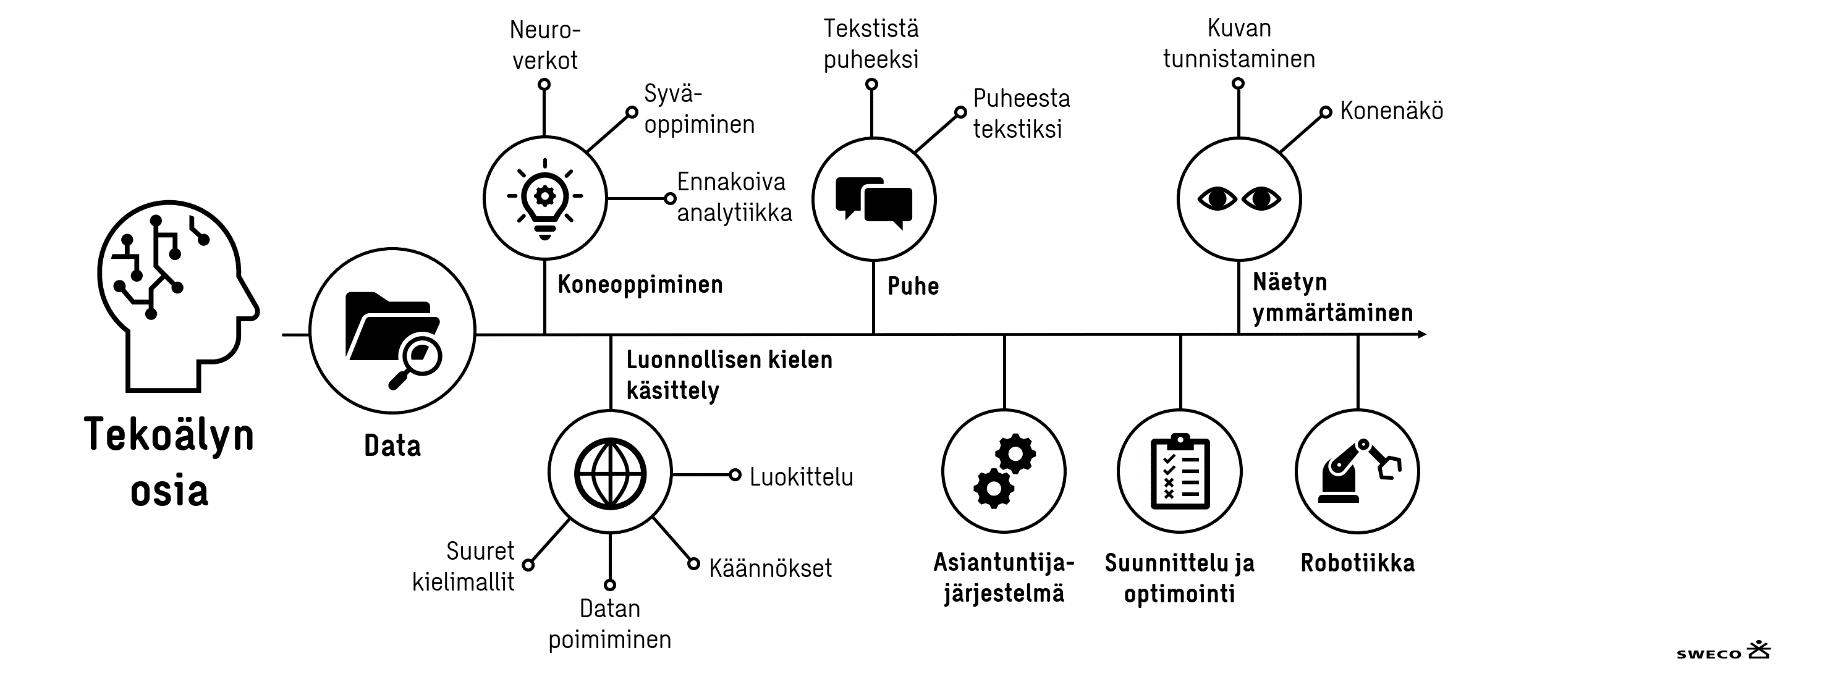 Neuro-
verkot
Syvä-
oppiminen
Ennakoiva
analytiikka
Koneoppiminen
Tekstistä
puheeksi
Puheesta
tekstiksi
Puhe
Kuvan
tunnistaminen
Konenäkö
Näetyn
ymmärtäminen
Tekoälyn
osia
Data
Luonnollisen kielen
käsittely
Luokittelu
Käännökset
Datan
poimiminen
Suuret
kielimallit
Asiantuntija-
järjestelmä
Suunnittelu ja
optimointi
Robotiikka
SWECO